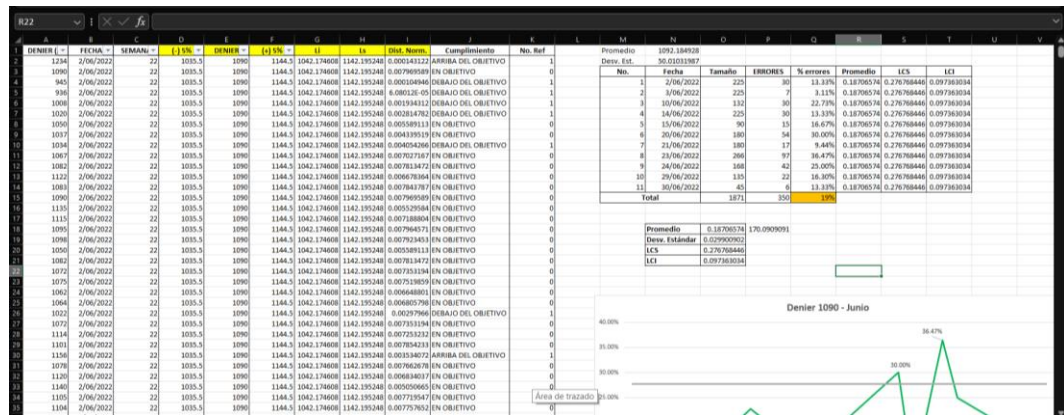 R22 fx
A B C D E F G H I J K L M N O P Q R S T U V
1 DENIER ( FECHA SEMANA (-) 5% DENIER (+) 5% Li Ls Dist. Norm. Cumplimiento No. Ref Promedio 1092.184928
2 1234 2/06/2022 22 1035.5 1090 1144.5 1042.174608 1142.195248 0.000143122 ARRIBA DEL OBJETIVO 1 Desv. Est. 50.01031987
3 1090 2/06/2022 22 1035.5 1090 1144.5 1042.174608 1142.195248 0.007969589 EN OBJETIVO 0 No. Fecha Tamaño ERRORES % errores Promedio LCS LCI
4 945 2/06/2022 22 1035.5 1090 1144.5 1042.174608 1142.195248 0.000104946 DEBAJO DEL OBJETIVO 1 1 2/06/2022 225 30 13.33% 0.18706574 0.276768446 0.097363034
5 936 2/06/2022 22 1035.5 1090 1144.5 1042.174608 1142.195248 6.08012E-05 DEBAJO DEL OBJETIVO 1 2 3/06/2022 225 7 3.11% 0.18706574 0.276768446 0.097363034
6 1008 2/06/2022 22 1035.5 1090 1144.5 1042.174608 1142.195248 0.001934312 DEBAJO DEL OBJETIVO 1 3 10/06/2022 132 30 22.73% 0.18706574 0.276768446 0.097363034
7 1020 2/06/2022 22 1035.5 1090 1144.5 1042.174608 1142.195248 0.002814782 DEBAJO DEL OBJETIVO 1 4 14/06/2022 225 30 13.33% 0.18706574 0.276768446 0.097363034
8 1050 2/06/2022 22 1035.5 1090 1144.5 1042.174608 1142.195248 0.005589113 EN OBJETIVO 0 5 15/06/2022 90 15 16.67% 0.18706574 0.276768446 0.097363034
9 1037 2/06/2022 22 1035.5 1090 1144.5 1042.174608 1142.195248 0.004339519 EN OBJETIVO 0 6 20/06/2022 180 54 30.00% 0.18706574 0.276768446 0.097363034
10 1034 2/06/2022 22 1035.5 1090 1144.5 1042.174608 1142.195248 0.004054266 DEBAJO DEL OBJETIVO 1 7 21/06/2022 180 17 9.44% 0.18706574 0.276768446 0.097363034
11 1067 2/06/2022 22 1035.5 1090 1144.5 1042.174608 1142.195248 0.007027167 EN OBJETIVO 0 8 23/06/2022 266 97 36.47% 0.18706574 0.276768446 0.097363034
12 1082 2/06/2022 22 1035.5 1090 1144.5 1042.174608 1142.195248 0.007813472 EN OBJETIVO 0 9 24/06/2022 168 42 25.00% 0.18706574 0.276768446 0.097363034
13 1122 2/06/2022 22 1035.5 1090 1144.5 1042.174608 1142.195248 0.006678364 EN OBJETIVO 0 10 29/06/2022 135 22 16.30% 0.18706574 0.276768446 0.097363034
14 1083 2/06/2022 22 1035.5 1090 1144.5 1042.174608 1142.195248 0.007843787 EN OBJETIVO 0 11 30/06/2022 45 6 13.33% 0.18706574 0.276768446 0.097363034
15 1090 2/06/2022 22 1035.5 1090 1144.5 1042.174608 1142.195248 0.007969589 EN OBJETIVO 0 Total 1871 350 19%
16 1135 2/06/2022 22 1035.5 1090 1144.5 1042.174608 1142.195248 0.005529584 EN OBJETIVO 0
17 1115 2/06/2022 22 1035.5 1090 1144.5 1042.174608 1142.195248 0.007188804 EN OBJETIVO 0
18 1095 2/06/2022 22 1035.5 1090 1144.5 1042.174608 1142.195248 0.007964571 EN OBJETIVO 0 Promedio 0.18706574 170.0909091
19 1098 2/06/2022 22 1035.5 1090 1144.5 1042.174608 1142.195248 0.007923453 EN OBJETIVO 0 Desv. Estándar 0.029900902
20 1050 2/06/2022 22 1035.5 1090 1144.5 1042.174608 1142.195248 0.005589113 EN OBJETIVO 0 LCS 0.276768446
21 1082 2/06/2022 22 1035.5 1090 1144.5 1042.174608 1142.195248 0.007813472 EN OBJETIVO 0 LCI 0.097363034
22 1072 2/06/2022 22 1035.5 1090 1144.5 1042.174608 1142.195248 0.007353194 EN OBJETIVO 0
23 1075 2/06/2022 22 1035.5 1090 1144.5 1042.174608 1142.195248 0.007519859 EN OBJETIVO 0
24 1062 2/06/2022 22 1035.5 1090 1144.5 1042.174608 1142.195248 0.006648801 EN OBJETIVO 0
25 1064 2/06/2022 22 1035.5 1090 1144.5 1042.174608 1142.195248 0.006805798 EN OBJETIVO 0 Denier 1090 - Junio
26 1022 2/06/2022 22 1035.5 1090 1144.5 1042.174608 1142.195248 0.00297966 DEBAJO DEL OBJETIVO 1
27 1072 2/06/2022 22 1035.5 1090 1144.5 1042.174608 1142.195248 0.007353194 EN OBJETIVO 0 40.00%
28 1114 2/06/2022 22 1035.5 1090 1144.5 1042.174608 1142.195248 0.007253232 EN OBJETIVO 0 36.47%
29 1101 2/06/2022 22 1035.5 1090 1144.5 1042.174608 1142.195248 0.007854233 EN OBJETIVO 0 35.00%
30 1156 2/06/2022 22 1035.5 1090 1144.5 1042.174608 1142.195248 0.003534072 ARRIBA DEL OBJETIVO 1
31 1078 2/06/2022 22 1035.5 1090 1144.5 1042.174608 1142.195248 0.007662678 EN OBJETIVO 0 30.00%
32 1120 2/06/2022 22 1035.5 1090 1144.5 1042.174608 1142.195248 0.006834037 EN OBJETIVO 0 30.00%
33 1140 2/06/2022 22 1035.5 1090 1144.5 1042.174608 1142.195248 0.005050665 EN OBJETIVO 0
34 1105 2/06/2022 22 1035.5 1090 1144.5 1042.174608 1142.195248 0.007719547 EN OBJETIVO Área de trazado 25.00%
35 1104 2/06/2022 22 1035.5 1090 1144.5 1042.174608 1142.195248 0.007757652 EN OBJETIVO 0